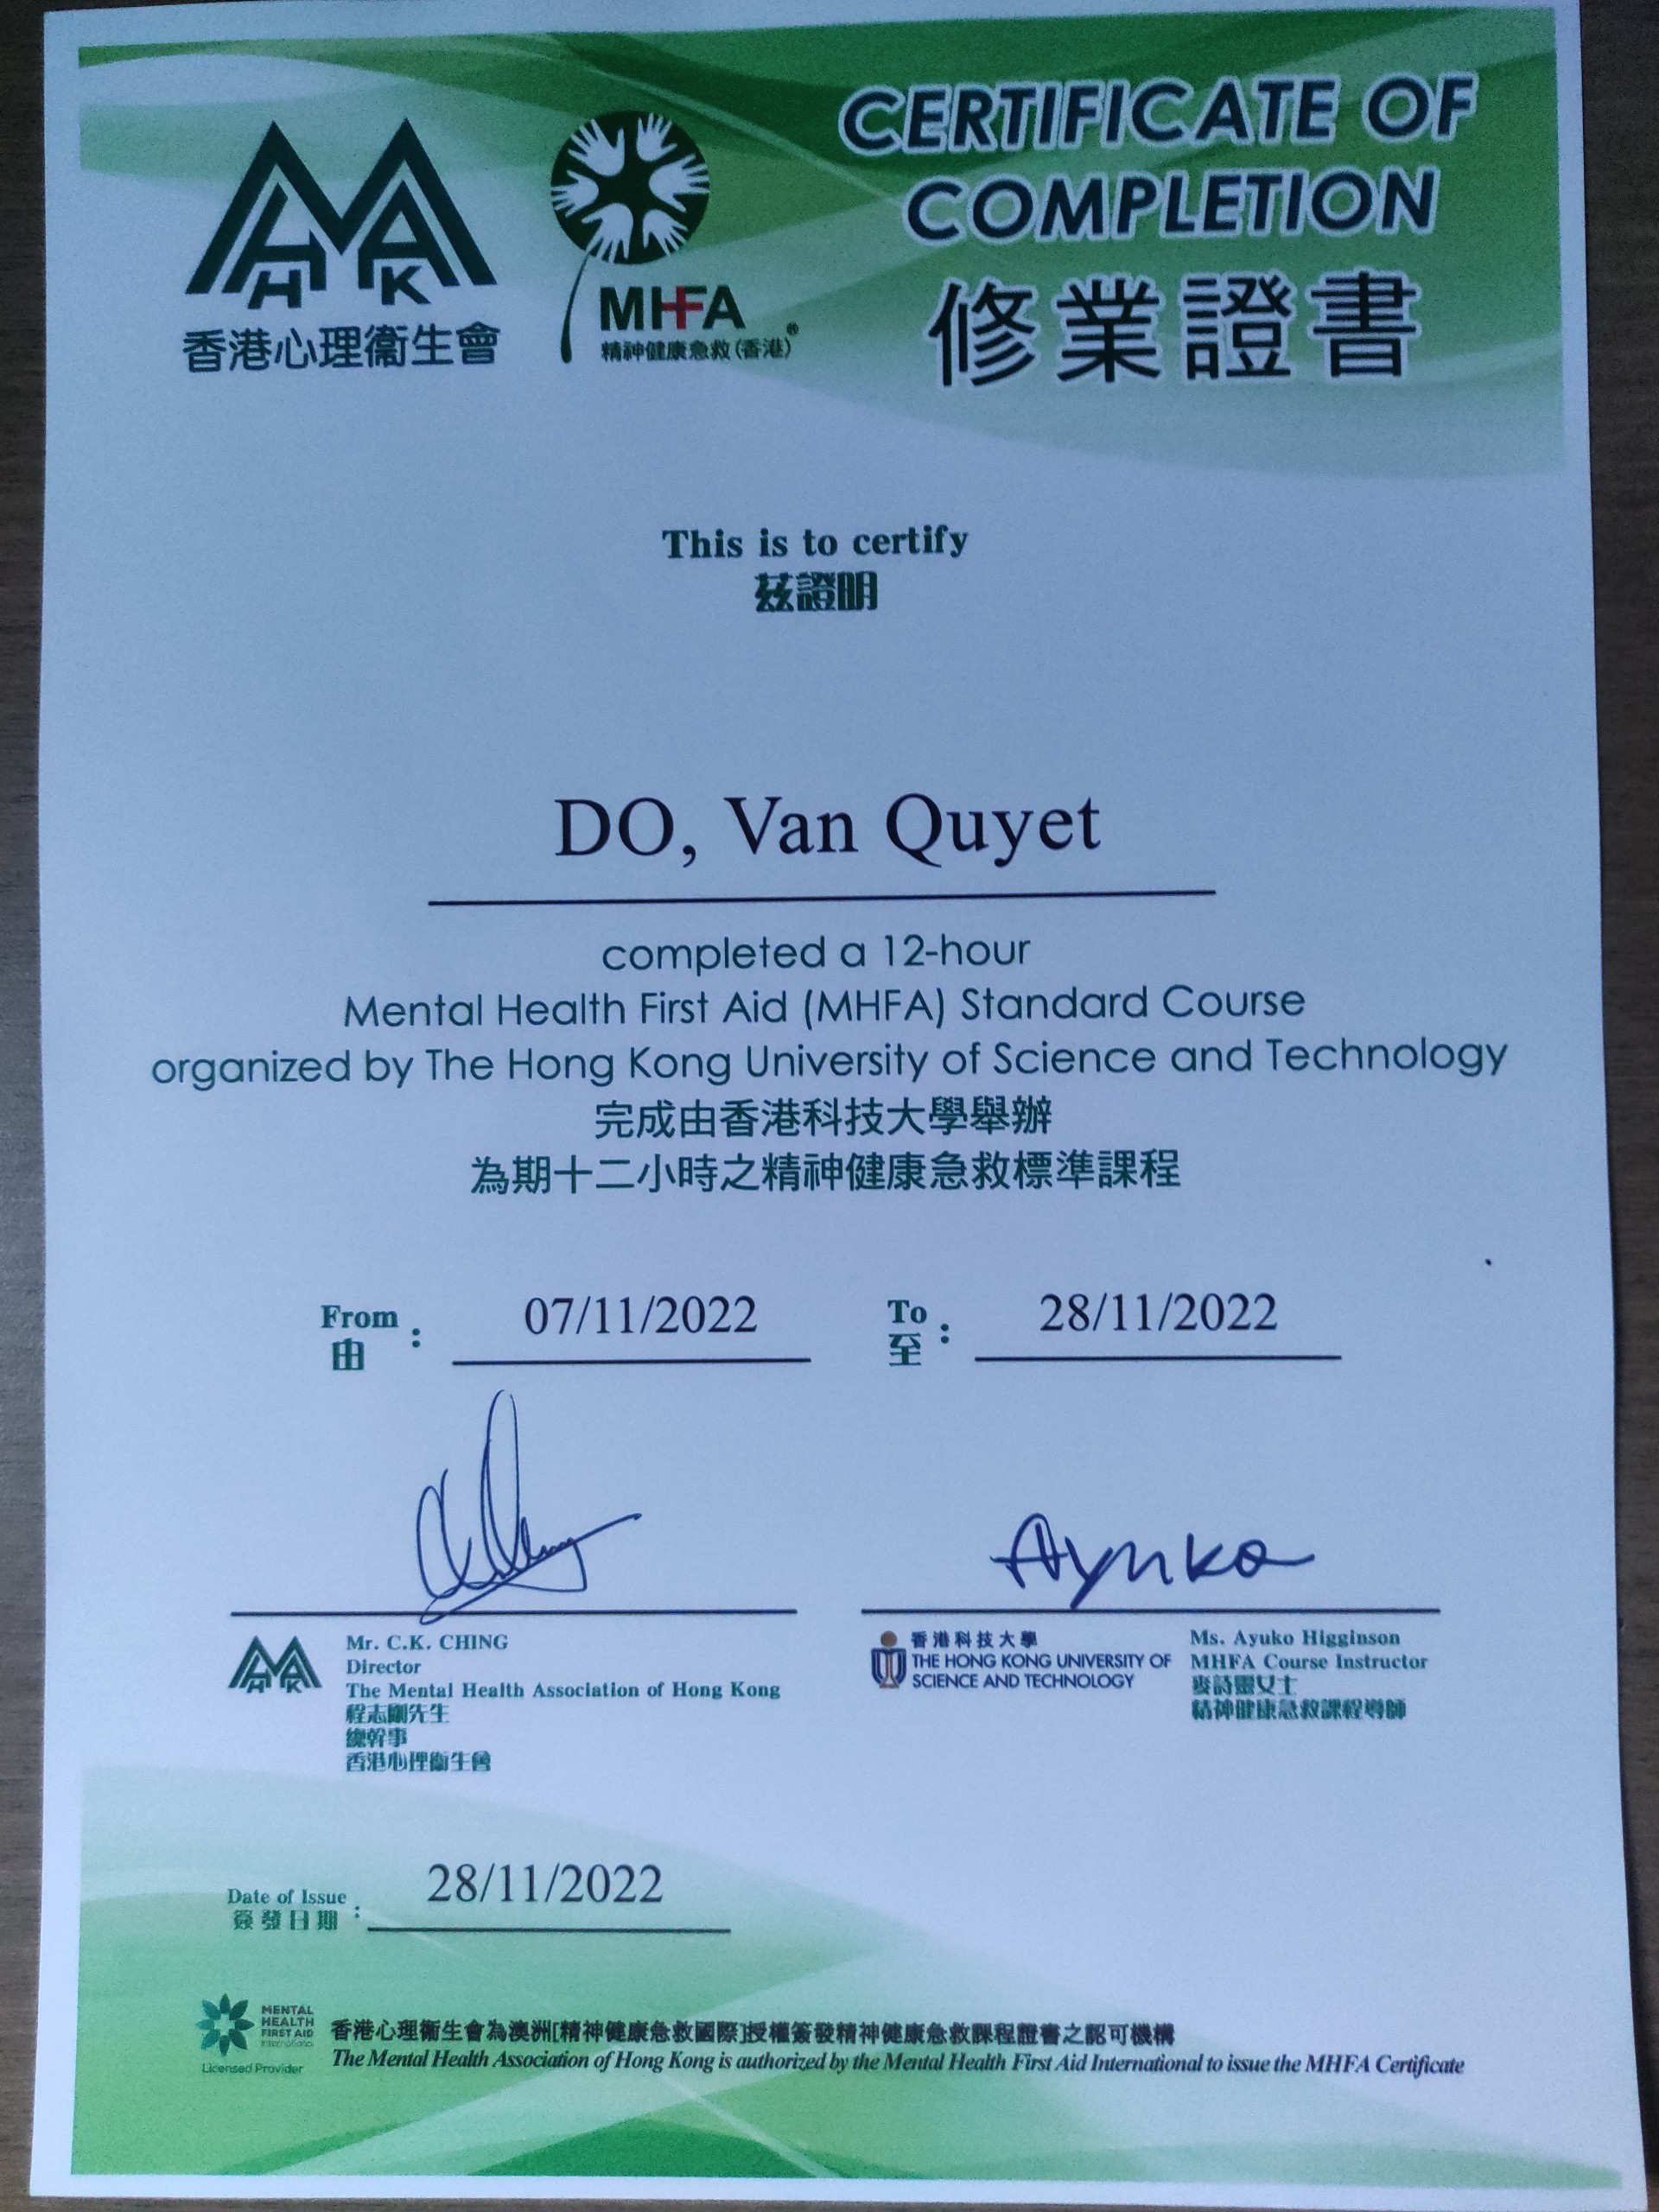 MHAHK
香港心理衞生會
MHFA
精神健康急救(香港)®
CERTIFICATE OF
COMPLETION
修業證書
This is to certify
茲證明
DO, Van Quyet
completed a 12-hour
Mental Health First Aid (MHFA) Standard Course
organized by The Hong Kong University of Science and Technology
完成由香港科技大學舉辦
為期十二小時之精神健康急救標準課程
From 由 : 07/11/2022 To 至 : 28/11/2022
Ayuko
Mr. C.K. CHING
Director
The Mental Health Association of Hong Kong
程志剛先生
總幹事
香港心理衞生會
香港科技大學
THE HONG KONG UNIVERSITY OF
SCIENCE AND TECHNOLOGY
Ms. Ayuko Higginson
MHFA Course Instructor
麥詩靈女士
精神健康急救課程導師
Date of Issue 簽發日期 : 28/11/2022
MENTAL
HEALTH
FIRST AID
International
Licensed Provider
香港心理衞生會為澳洲[精神健康急救國際]授權簽發精神健康急救課程證書之認可機構
The Mental Health Association of Hong Kong is authorized by the Mental Health First Aid International to issue the MHFA Certificate